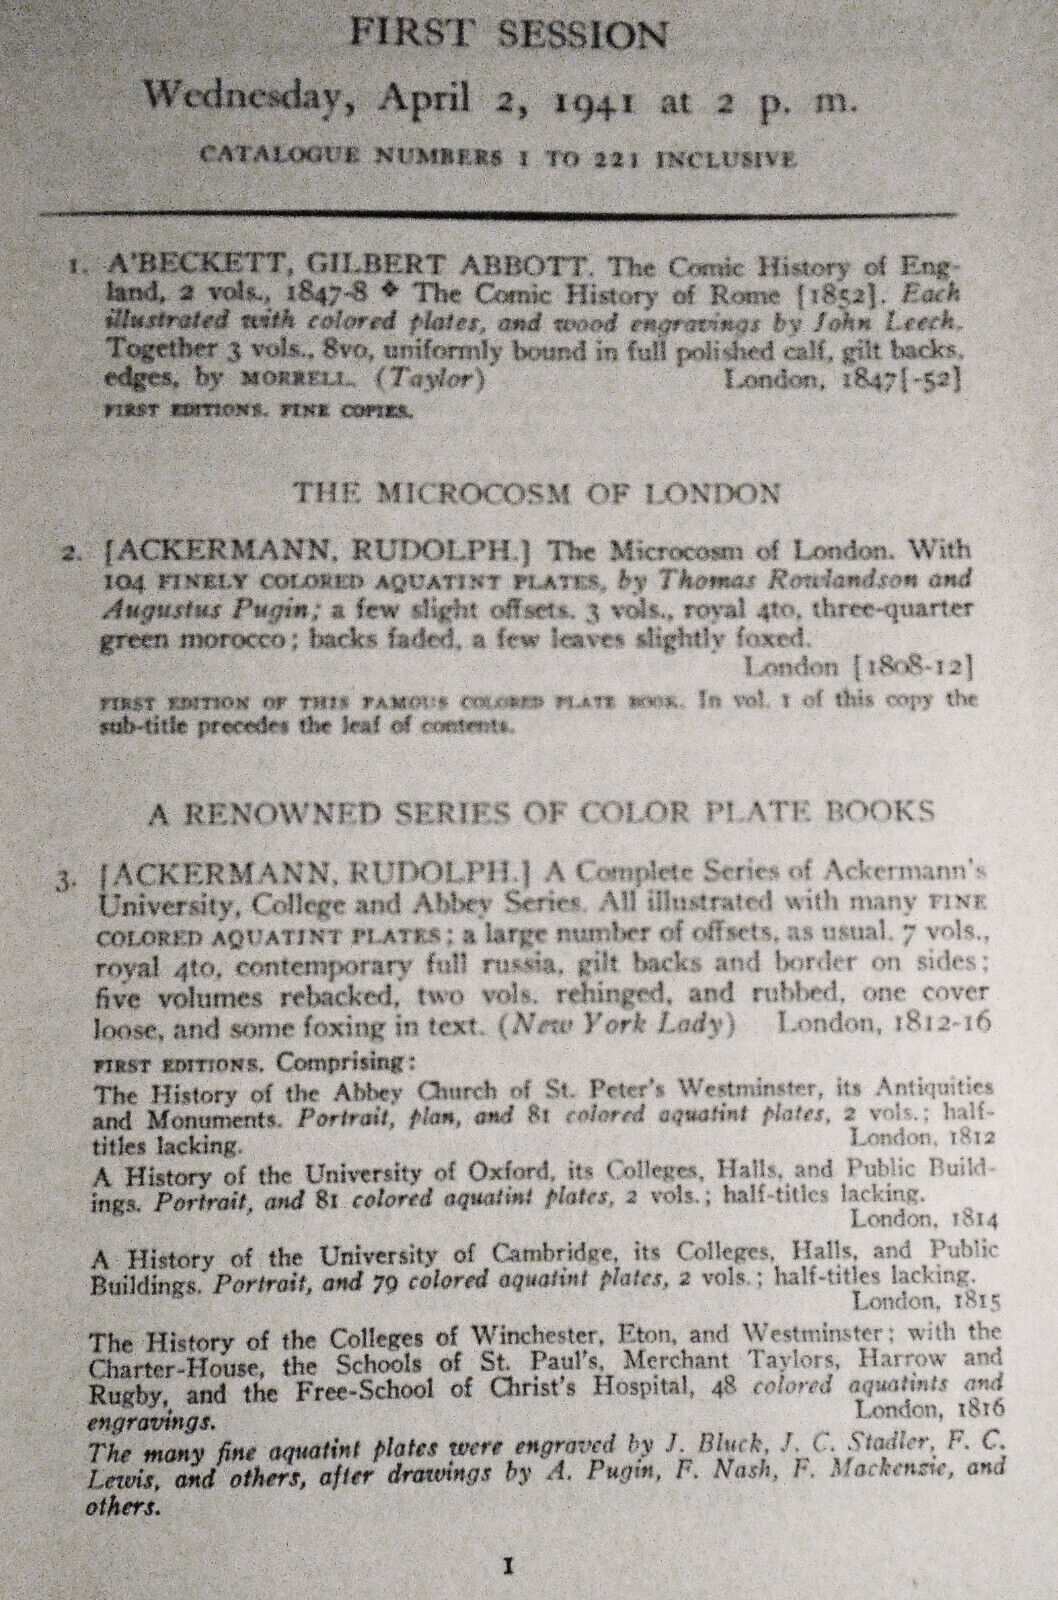 FIRST SESSION
Wednesday, April 2, 1941 at 2 p. m.
CATALOGUE NUMBERS 1 TO 221 INCLUSIVE
1. A'BECKETT, GILBERT ABBOTT. The Comic History of Eng-
land, 2 vols., 1847-8 ❖ The Comic History of Rome [1852]. Each
illustrated with colored plates, and wood engravings by John Leech.
Together 3 vols., 8vo, uniformly bound in full polished calf, gilt backs,
edges, by MORRELL. (Taylor) London, 1847[-52]
FIRST EDITIONS. FINE COPIES.
THE MICROCOSM OF LONDON
2. [ACKERMANN, RUDOLPH.] The Microcosm of London. With
104 FINELY COLORED AQUATINT PLATES, by Thomas Rowlandson and
Augustus Pugin; a few slight offsets. 3 vols., royal 4to, three-quarter
green morocco; backs faded, a few leaves slightly foxed.
London [1808-12]
FIRST EDITION OF THIS FAMOUS COLORED PLATE BOOK. In vol. I of this copy the
sub-title precedes the leaf of contents.
A RENOWNED SERIES OF COLOR PLATE BOOKS
3. [ACKERMANN, RUDOLPH.] A Complete Series of Ackermann's
University, College and Abbey Series. All illustrated with many FINE
COLORED AQUATINT PLATES; a large number of offsets, as usual. 7 vols.,
royal 4to, contemporary full russia, gilt backs and border on sides;
five volumes rebacked, two vols. rehinged, and rubbed, one cover
loose, and some foxing in text. (New York Lady) London, 1812-16
FIRST EDITIONS. Comprising:
The History of the Abbey Church of St. Peter's Westminster, its Antiquities
and Monuments. Portrait, plan, and 81 colored aquatint plates, 2 vols.; half-
titles lacking. London, 1812
A History of the University of Oxford, its Colleges, Halls, and Public Build-
ings. Portrait, and 81 colored aquatint plates, 2 vols.; half-titles lacking.
London, 1814
A History of the University of Cambridge, its Colleges, Halls, and Public
Buildings. Portrait, and 79 colored aquatint plates, 2 vols.; half-titles lacking.
London, 1815
The History of the Colleges of Winchester, Eton, and Westminster; with the
Charter-House, the Schools of St. Paul's, Merchant Taylors, Harrow and
Rugby, and the Free-School of Christ's Hospital, 48 colored aquatints and
engravings. London, 1816
The many fine aquatint plates were engraved by J. Bluck, J. C. Stadler, F. C.
Lewis, and others, after drawings by A. Pugin, F. Nash, F. Mackenzie, and
others.
1